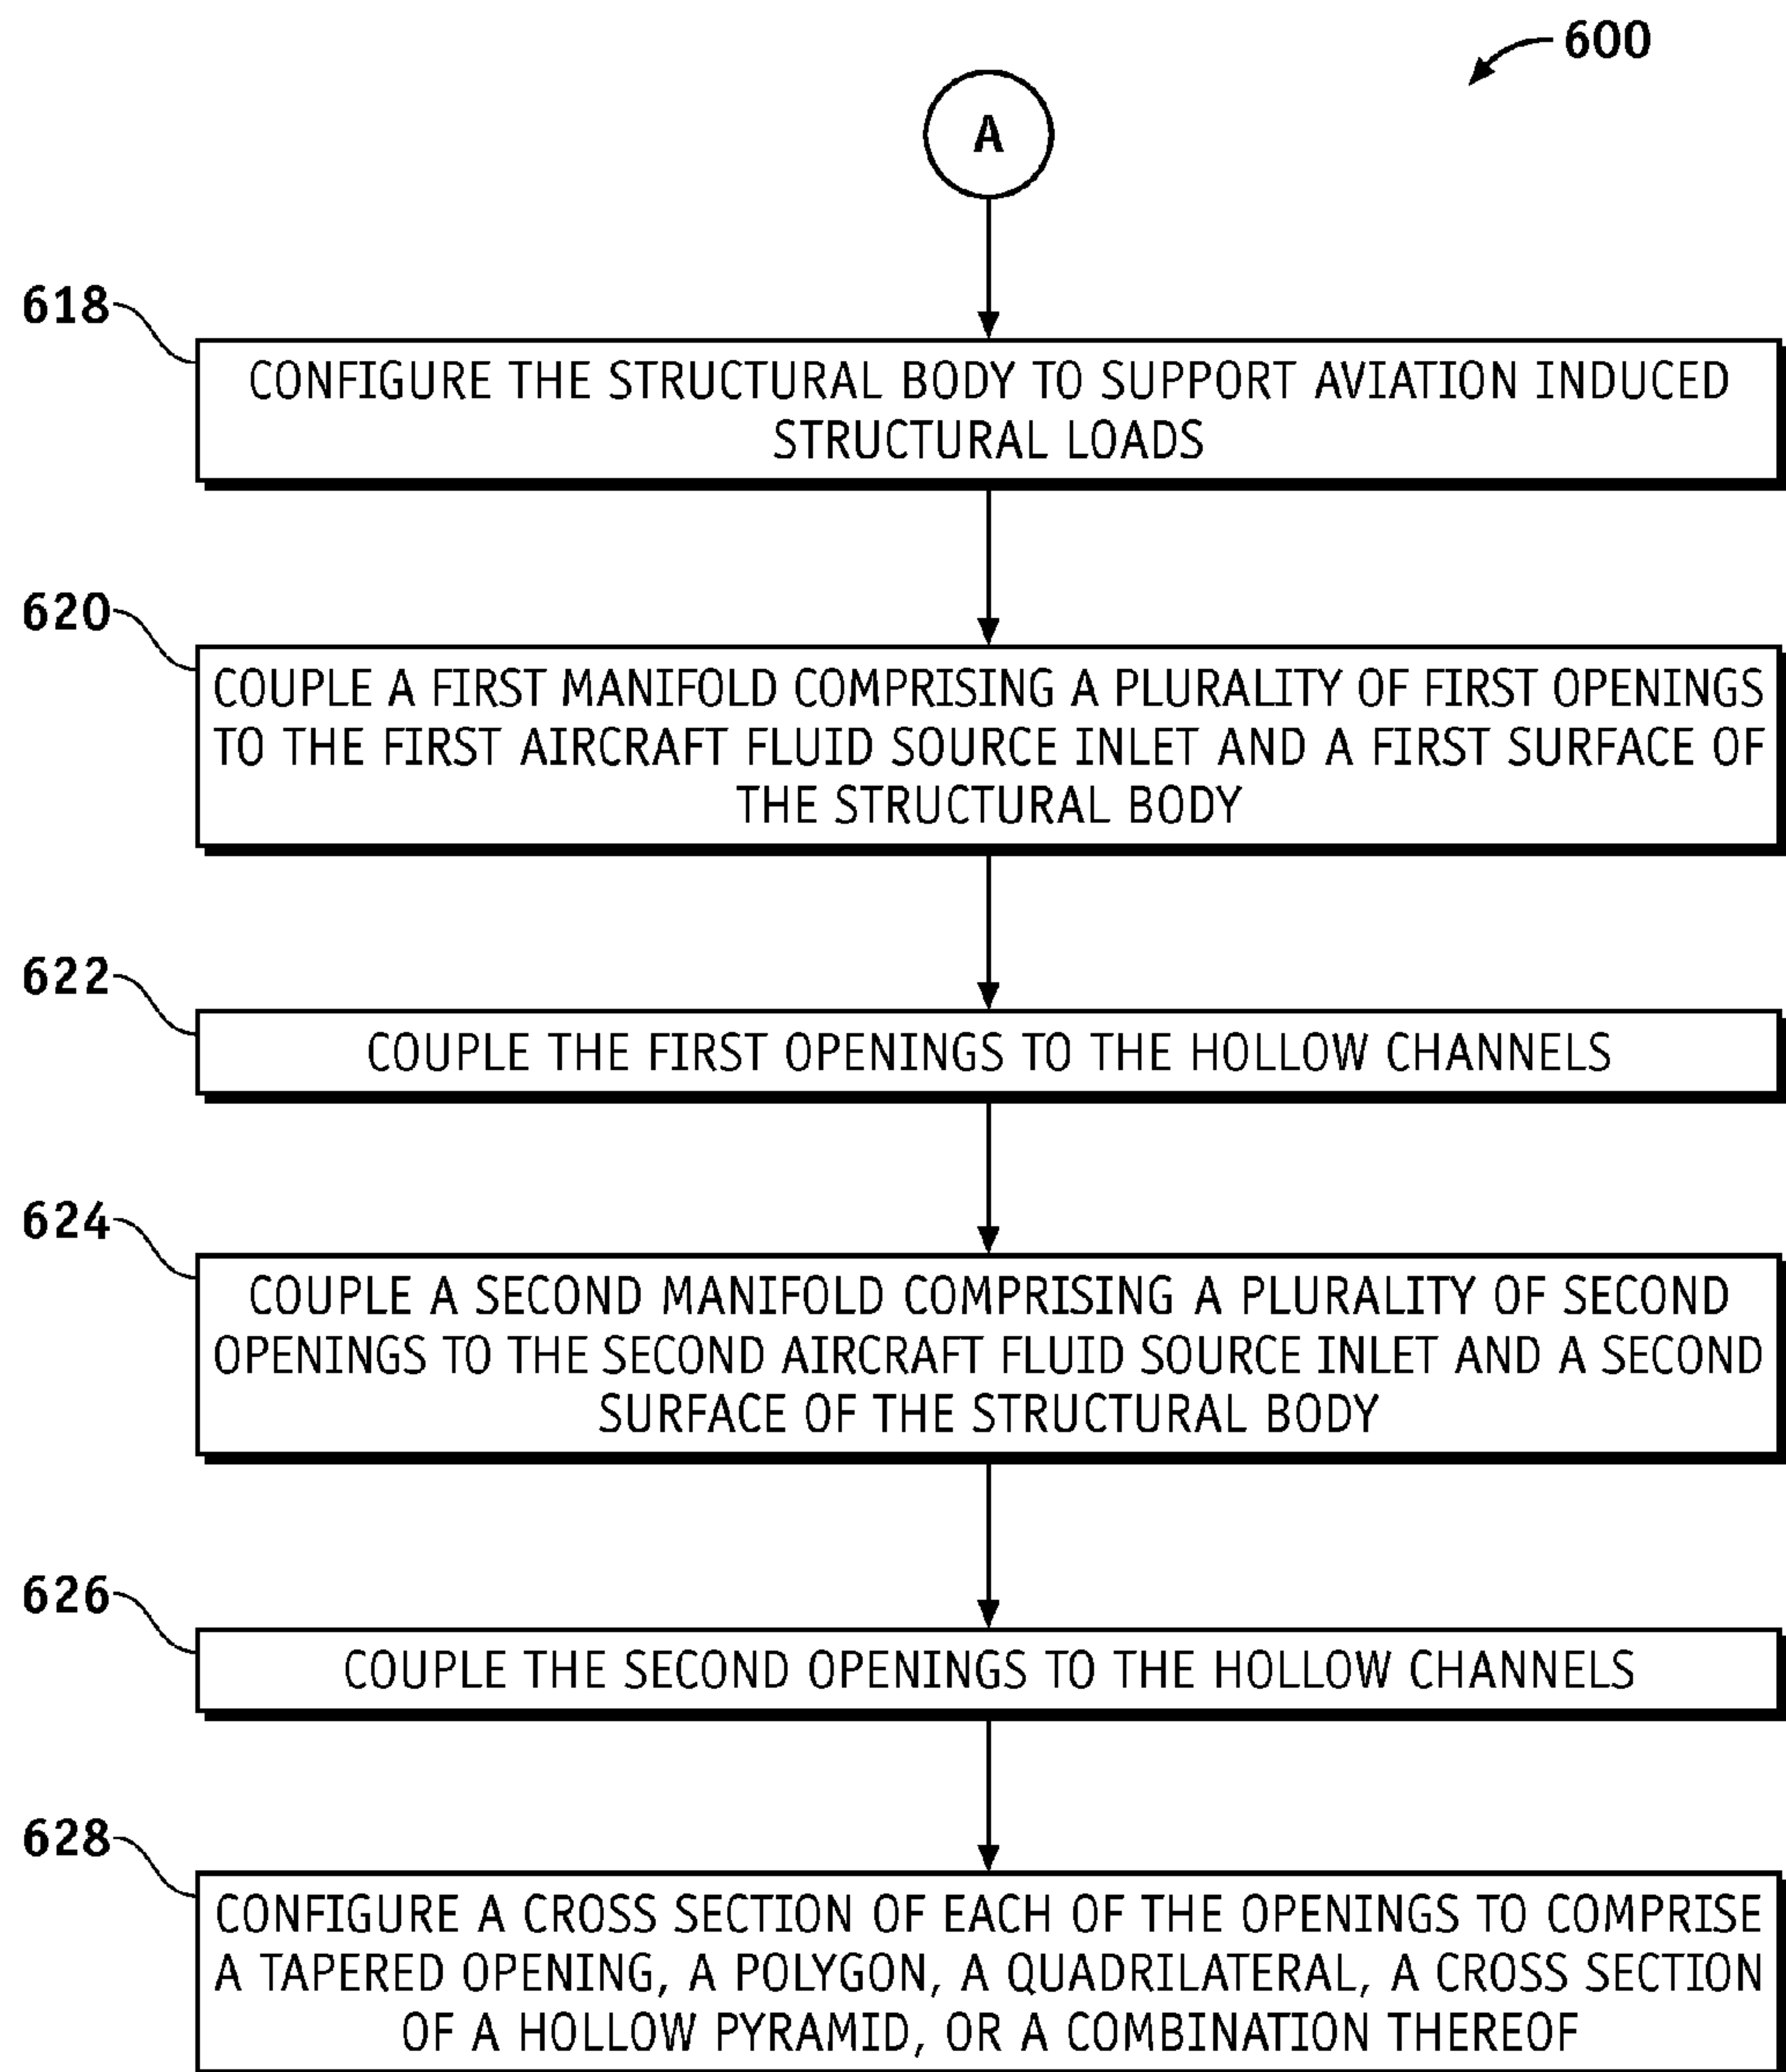 600
A
618
CONFIGURE THE STRUCTURAL BODY TO SUPPORT AVIATION INDUCED
STRUCTURAL LOADS
620
COUPLE A FIRST MANIFOLD COMPRISING A PLURALITY OF FIRST OPENINGS
TO THE FIRST AIRCRAFT FLUID SOURCE INLET AND A FIRST SURFACE OF
THE STRUCTURAL BODY
622
COUPLE THE FIRST OPENINGS TO THE HOLLOW CHANNELS
624
COUPLE A SECOND MANIFOLD COMPRISING A PLURALITY OF SECOND
OPENINGS TO THE SECOND AIRCRAFT FLUID SOURCE INLET AND A SECOND
SURFACE OF THE STRUCTURAL BODY
626
COUPLE THE SECOND OPENINGS TO THE HOLLOW CHANNELS
628
CONFIGURE A CROSS SECTION OF EACH OF THE OPENINGS TO COMPRISE
A TAPERED OPENING, A POLYGON, A QUADRILATERAL, A CROSS SECTION
OF A HOLLOW PYRAMID, OR A COMBINATION THEREOF